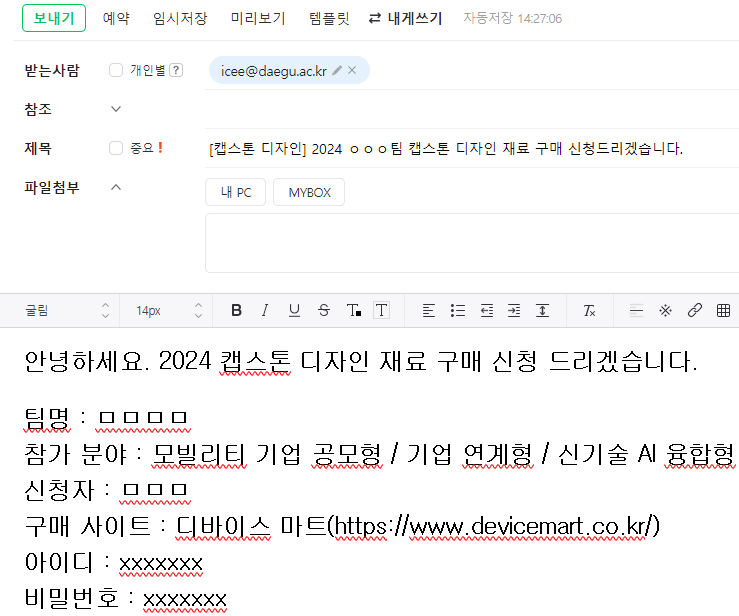 보내기 예약 임시저장 미리보기 템플릿 내게쓰기 자동저장 14:27:06
받는사람 개인별 ? icee@daegu.ac.kr
참조
제목 중요 ! [캡스톤 디자인] 2024 ㅇㅇㅇ팀 캡스톤 디자인 재료 구매 신청드리겠습니다.
파일첨부
내 PC MYBOX
굴림 14px B I U S T T
안녕하세요. 2024 캡스톤 디자인 재료 구매 신청 드리겠습니다.
팀명 : ㅁㅁㅁㅁ
참가 분야 : 모빌리티 기업 공모형 / 기업 연계형 / 신기술 AI 융합형
신청자 : ㅁㅁㅁ
구매 사이트 : 디바이스 마트(https://www.devicemart.co.kr/)
아이디 : xxxxxxx
비밀번호 : xxxxxxx